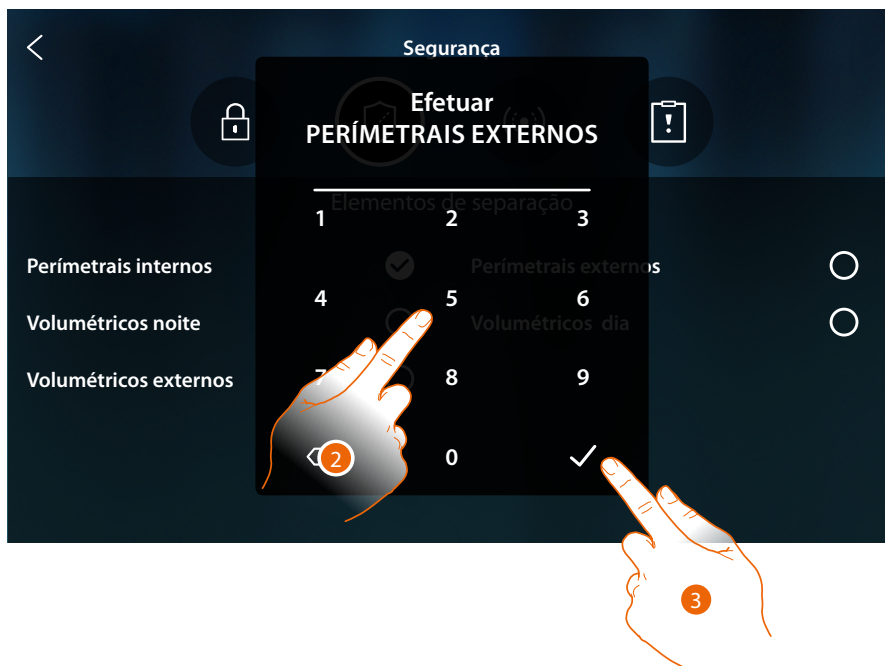 Segurança
Efetuar
PERÍMETRAIS EXTERNOS
Elementos de separação
1 2 3
Perímetrais internos
Perímetrais externos
4 5 6
Volumétricos noite
Volumétricos dia
Volumétricos externos
7 8 9
2
0
3